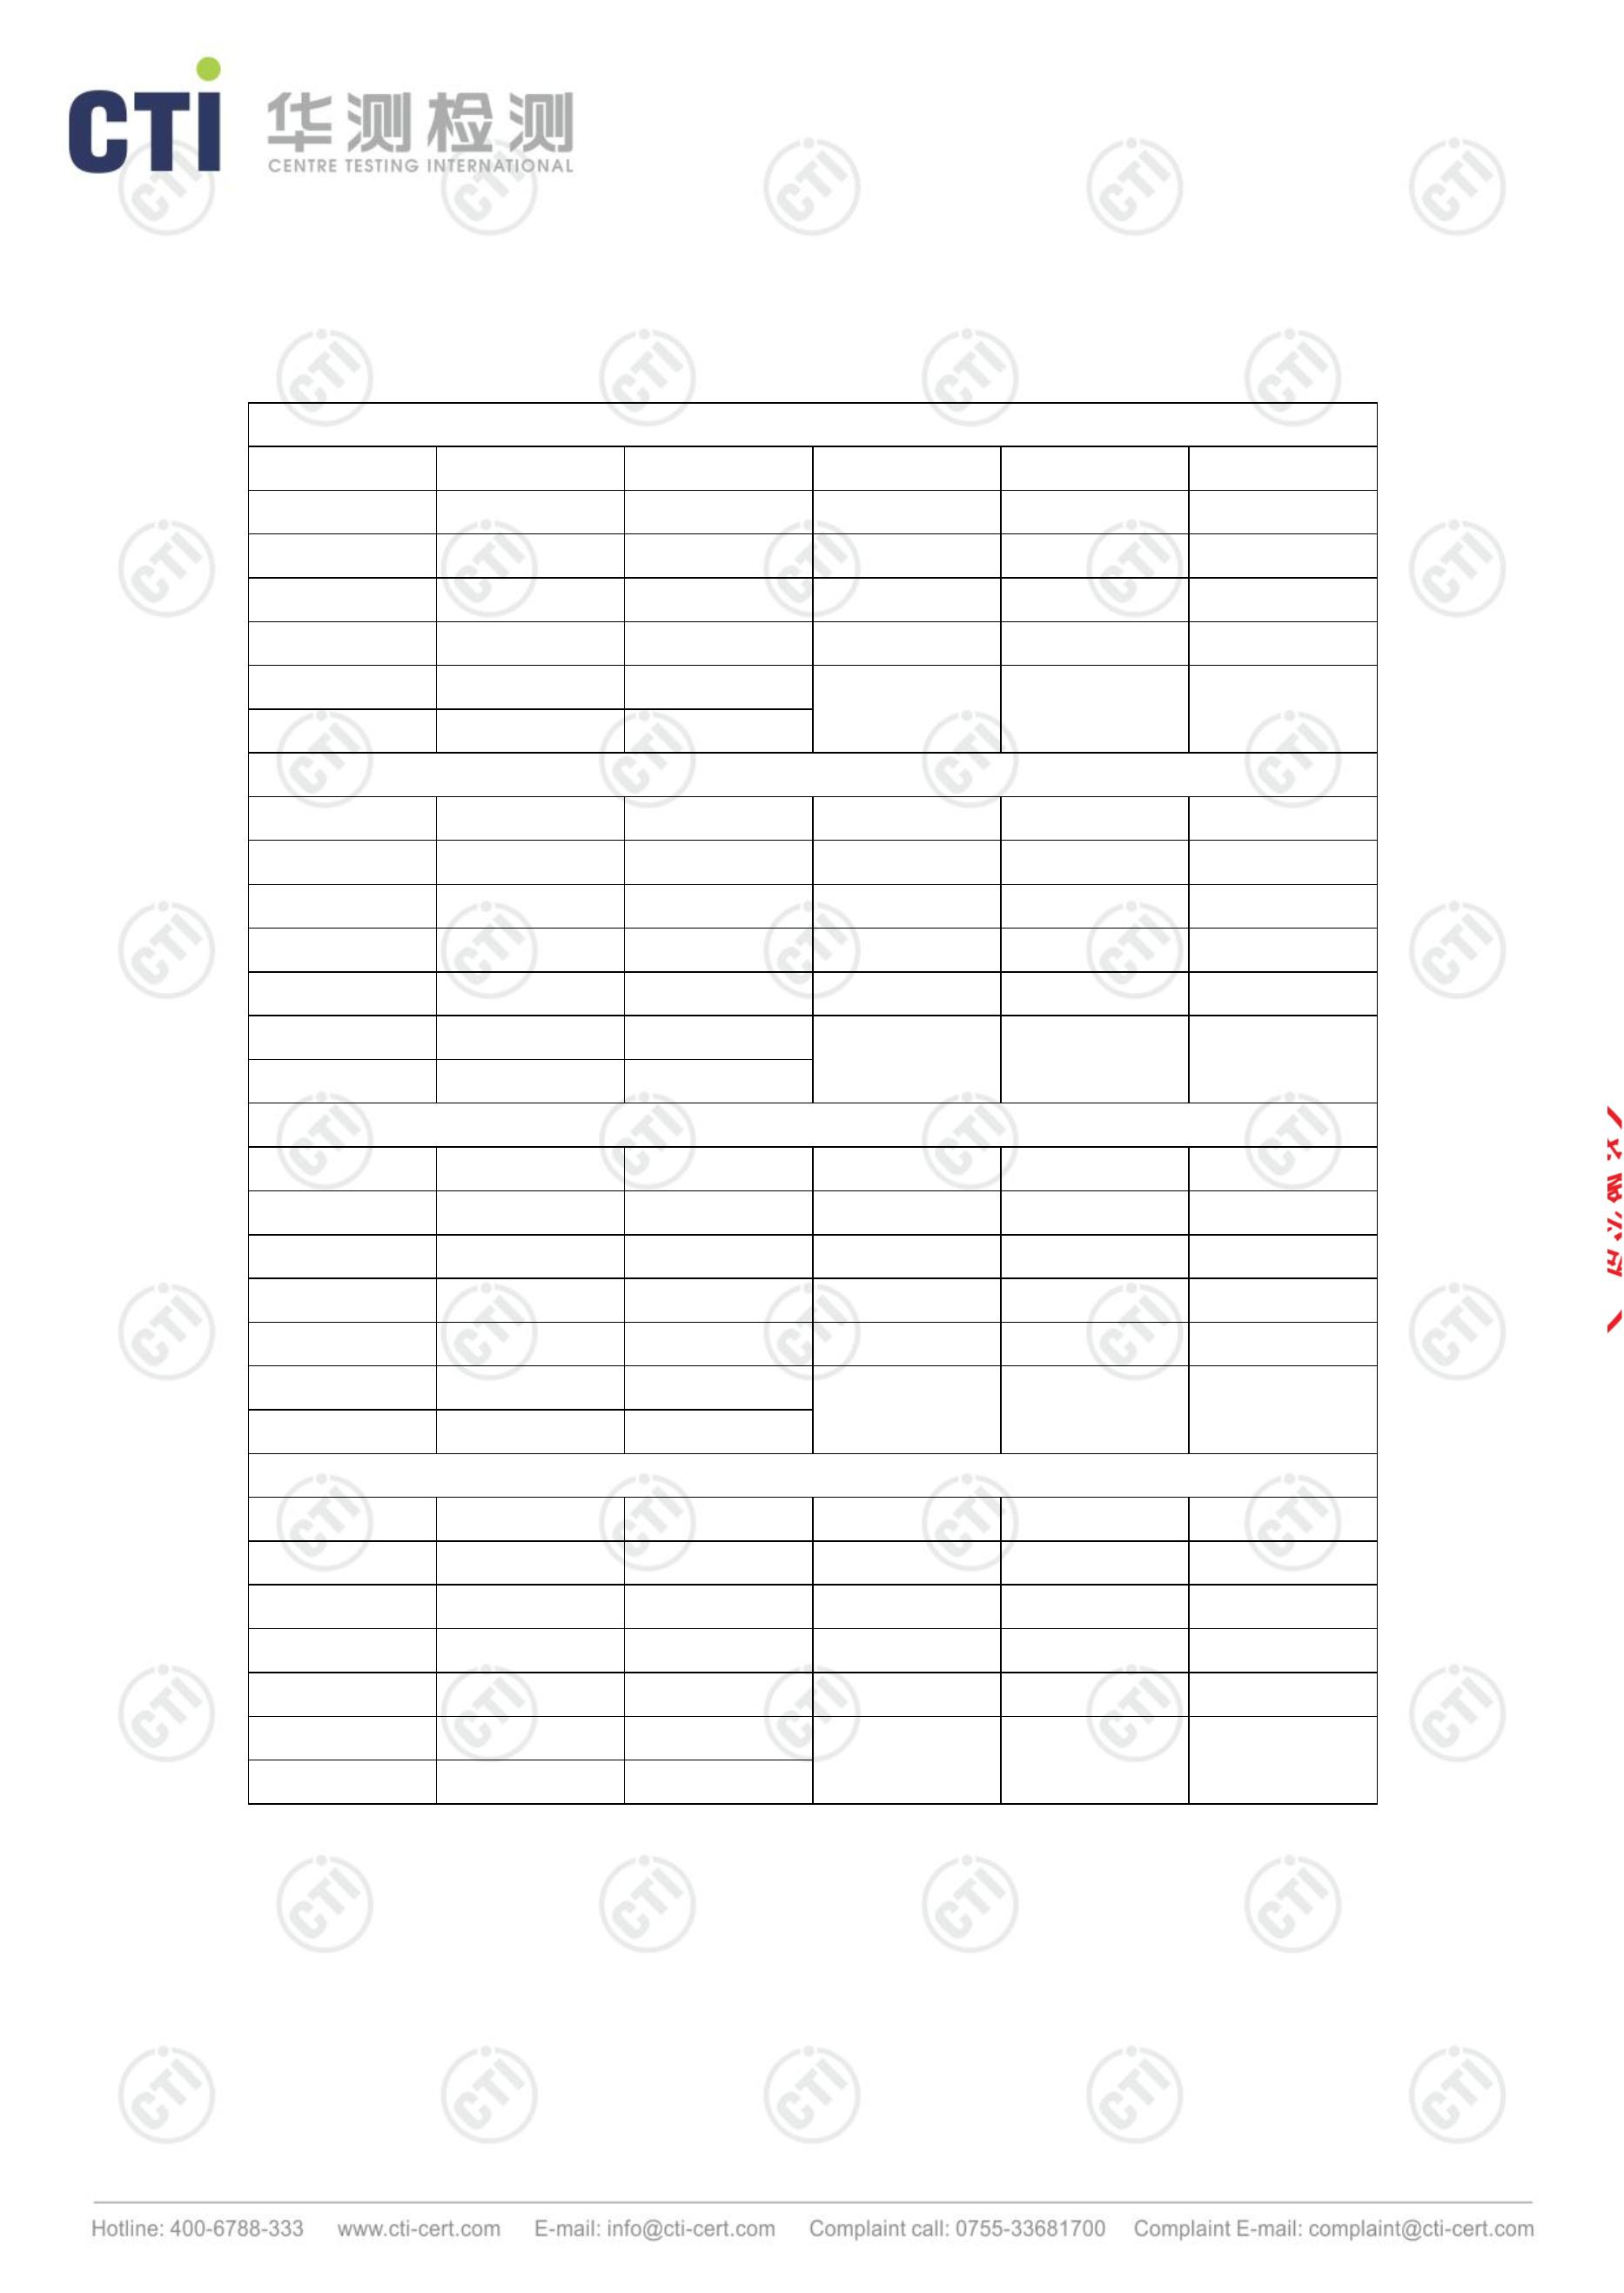 CTI 华测检测
CENTRE TESTING INTERNATIONAL
Hotline: 400-6788-333 www.cti-cert.com E-mail: info@cti-cert.com Complaint call: 0755-33681700 Complaint E-mail: complaint@cti-cert.com